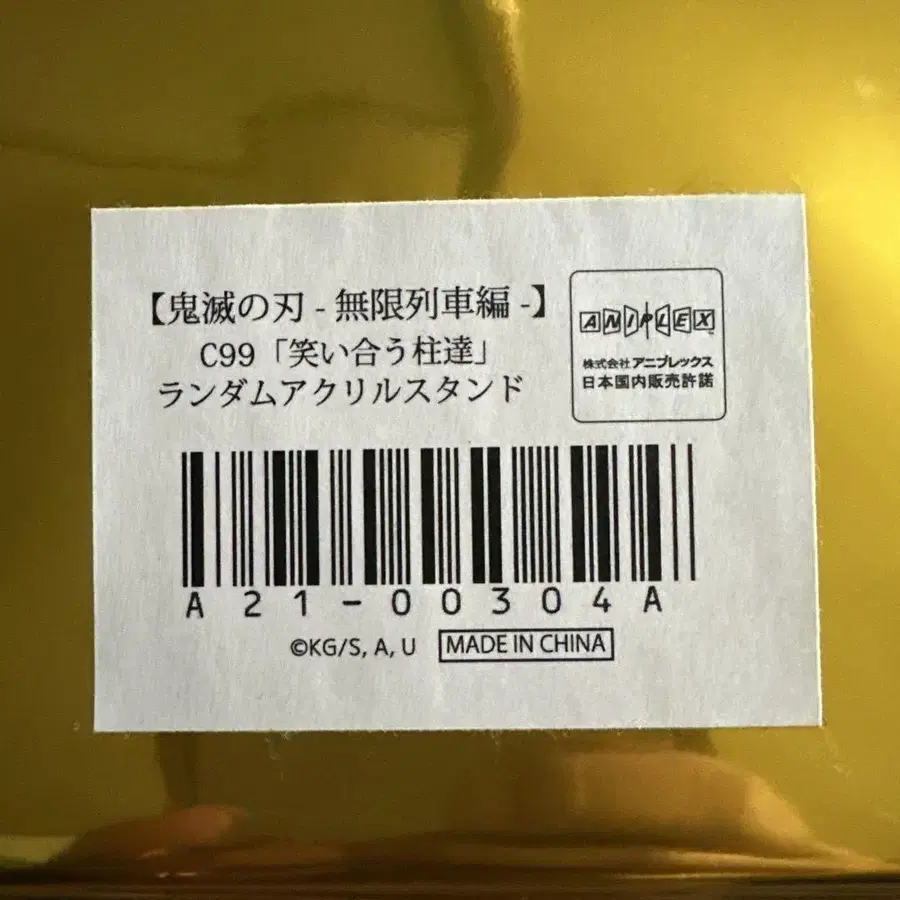 【鬼滅の刃 - 無限列車編 -】
C99「笑い合う柱達」
ランダムアクリルスタンド
ANIPLEX
株式会社アニプレックス
日本国内販売許諾
A21-00304A
©KG/S, A, U
MADE IN CHINA